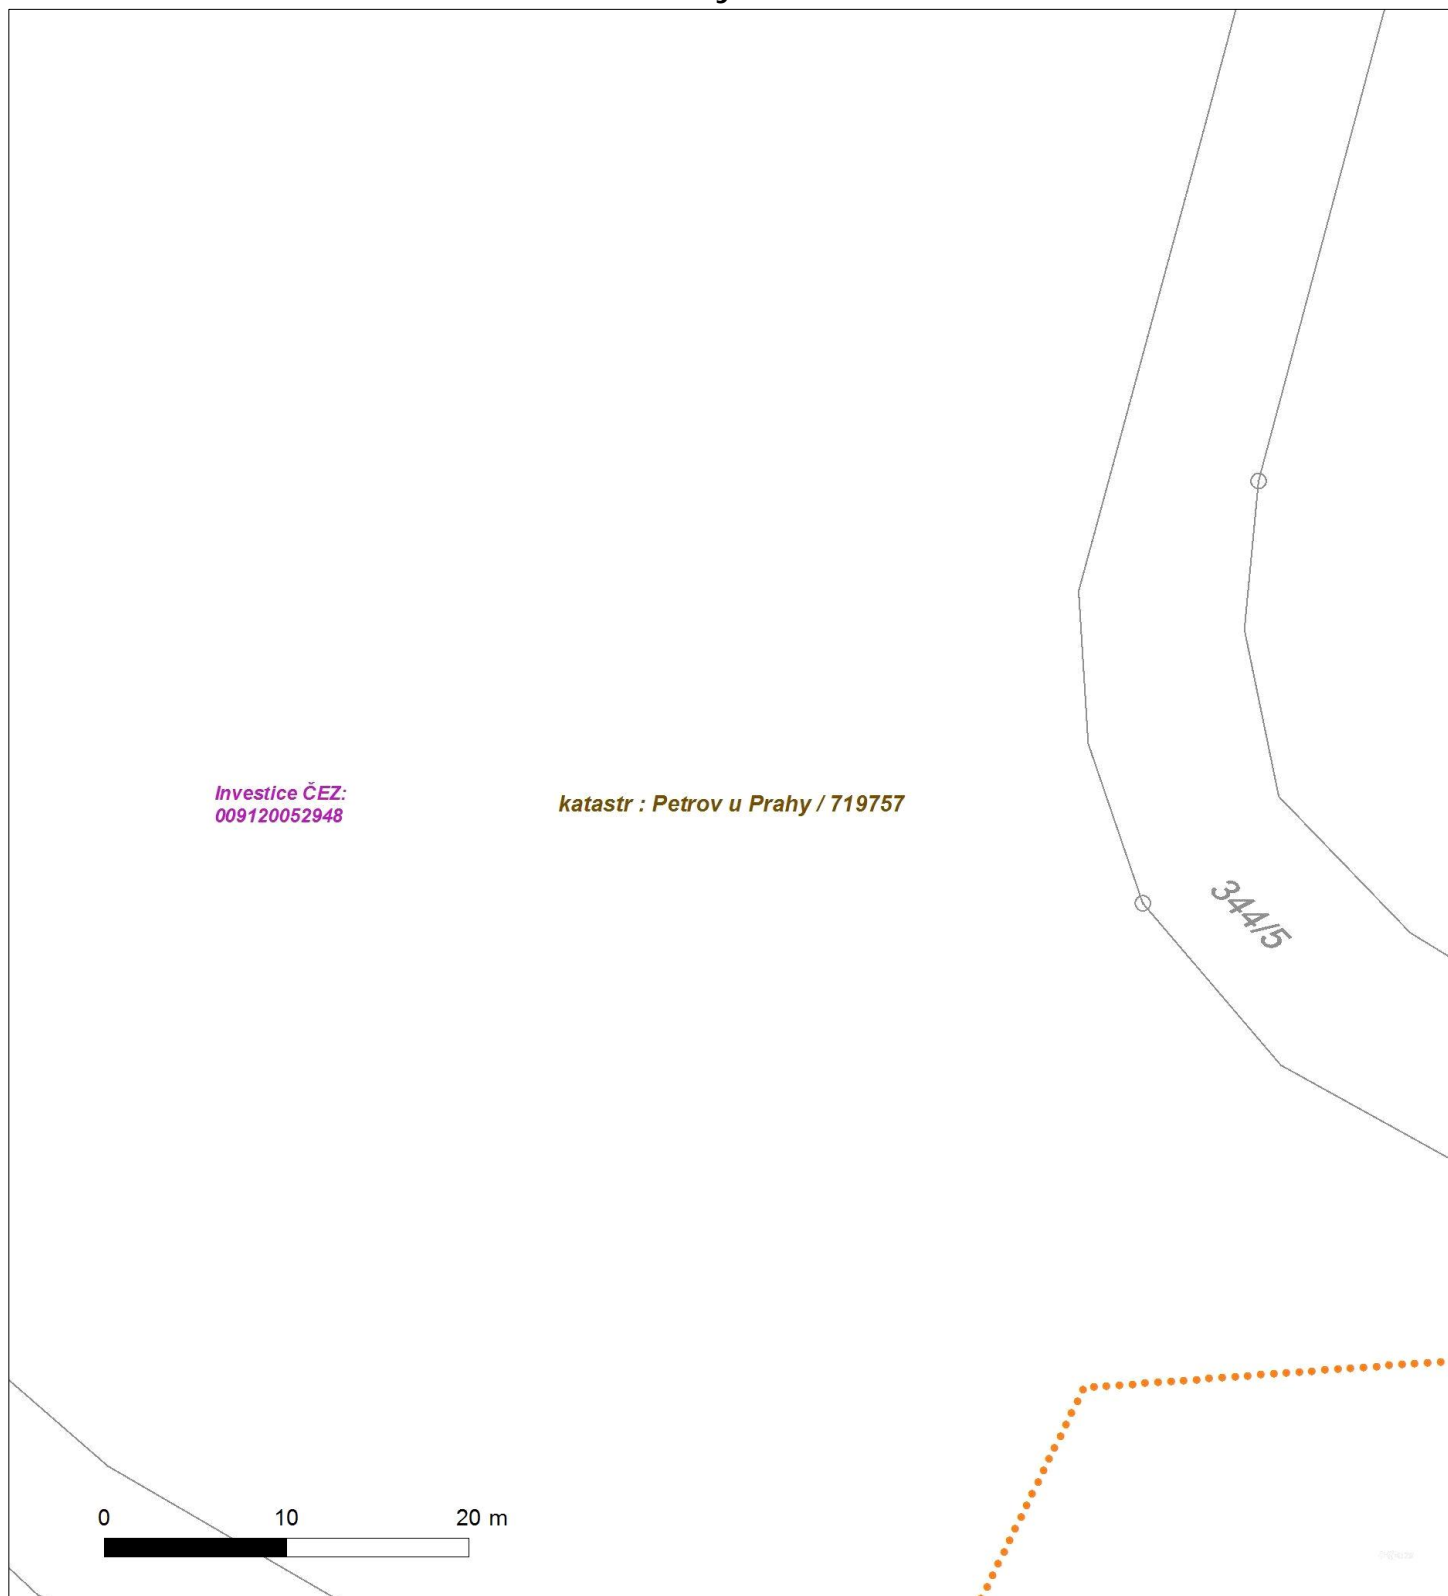 Investice ČEZ:
009120052948
katastr : Petrov u Prahy / 719757
344/5
0 10 20 m